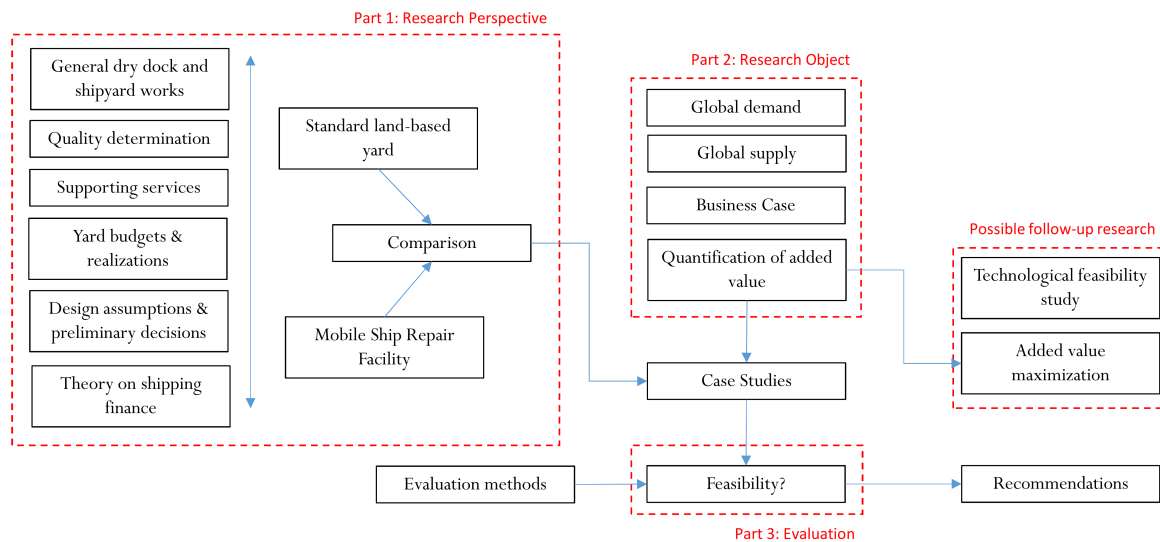 Part 1: Research Perspective
General dry dock and
shipyard works
Quality determination
Supporting services
Yard budgets &
realizations
Design assumptions &
preliminary decisions
Theory on shipping
finance
Standard land-based
yard
Comparison
Mobile Ship Repair
Facility
Part 2: Research Object
Global demand
Global supply
Business Case
Quantification of added
value
Case Studies
Possible follow-up research
Technological feasibility
study
Added value
maximization
Evaluation methods
Feasibility?
Recommendations
Part 3: Evaluation